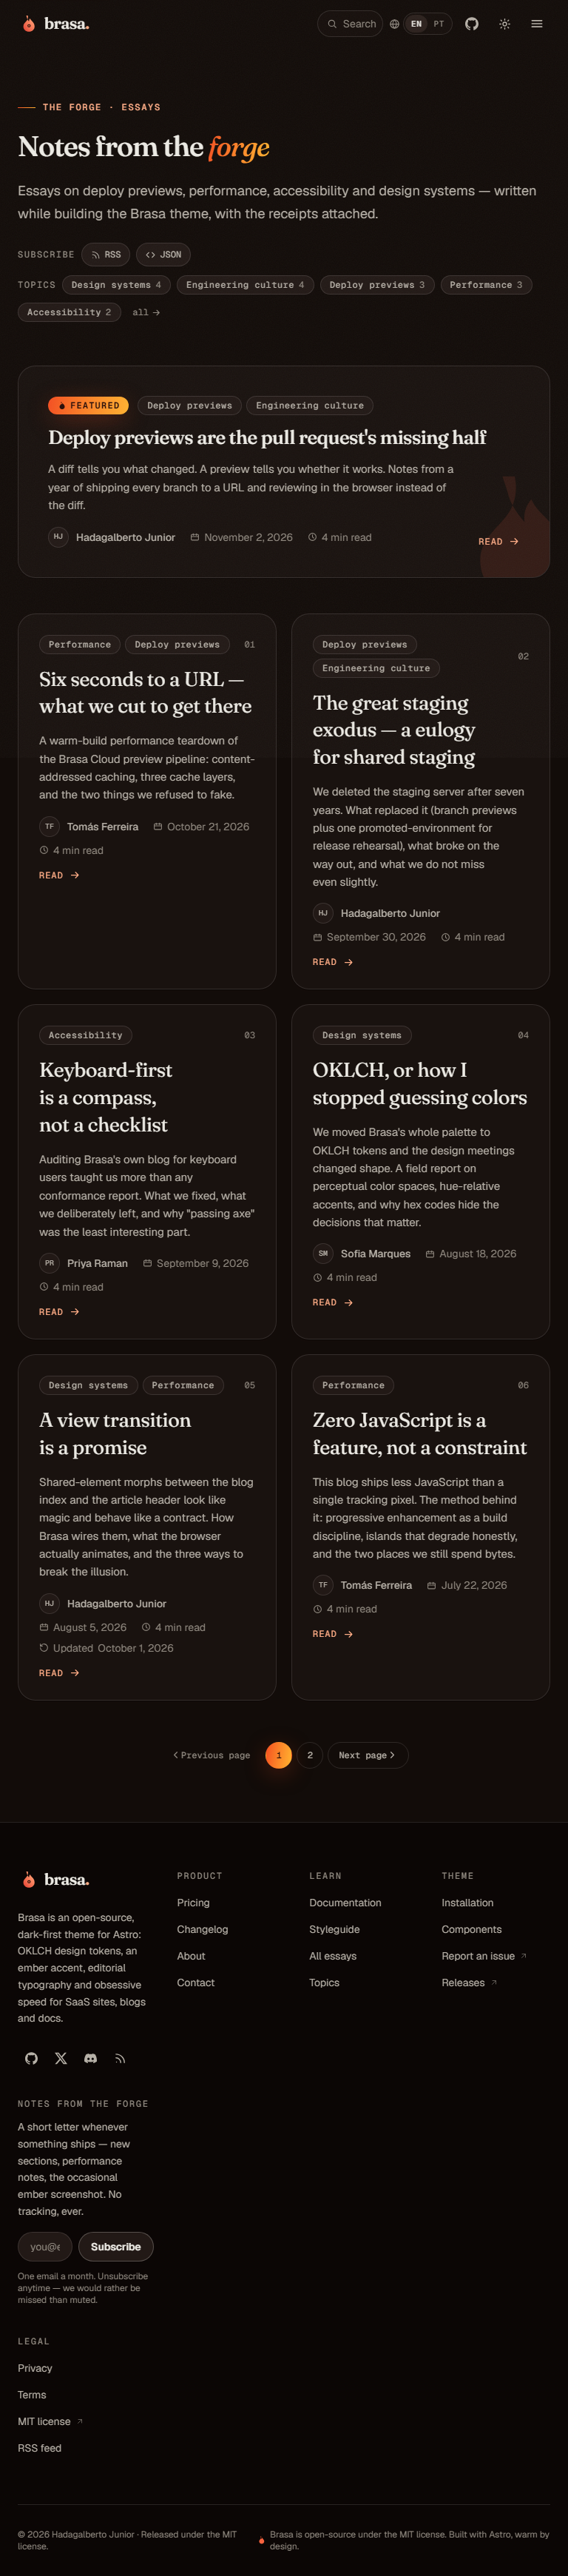 brasa.
Search
EN PT
THE FORGE · ESSAYS
Notes from the forge
Essays on deploy previews, performance, accessibility and design systems — written
while building the Brasa theme, with the receipts attached.
SUBSCRIBE RSS JSON
TOPICS Design systems 4 Engineering culture 4 Deploy previews 3 Performance 3
Accessibility 2 all →
FEATURED Deploy previews Engineering culture
Deploy previews are the pull request's missing half
A diff tells you what changed. A preview tells you whether it works. Notes from a
year of shipping every branch to a URL and reviewing in the browser instead of
the diff.
HJ Hadagalberto Junior November 2, 2026 4 min read
READ →
Performance Deploy previews 01
Six seconds to a URL —
what we cut to get there
A warm-build performance teardown of
the Brasa Cloud preview pipeline: content-
addressed caching, three cache layers,
and the two things we refused to fake.
TF Tomás Ferreira October 21, 2026
4 min read
READ →
Deploy previews
Engineering culture
02
The great staging
exodus — a eulogy
for shared staging
We deleted the staging server after seven
years. What replaced it (branch previews
plus one promoted-environment for
release rehearsal), what broke on the
way out, and what we do not miss
even slightly.
HJ Hadagalberto Junior
September 30, 2026 4 min read
READ →
Accessibility 03
Keyboard-first
is a compass,
not a checklist
Auditing Brasa's own blog for keyboard
users taught us more than any
conformance report. What we fixed, what
we deliberately left, and why "passing axe"
was the least interesting part.
PR Priya Raman September 9, 2026
4 min read
READ →
Design systems 04
OKLCH, or how I
stopped guessing colors
We moved Brasa's whole palette to
OKLCH tokens and the design meetings
changed shape. A field report on
perceptual color spaces, hue-relative
accents, and why hex codes hide the
decisions that matter.
SM Sofia Marques August 18, 2026
4 min read
READ →
Design systems Performance 05
A view transition
is a promise
Shared-element morphs between the blog
index and the article header look like
magic and behave like a contract. How
Brasa wires them, what the browser
actually animates, and the three ways to
break the illusion.
HJ Hadagalberto Junior
August 5, 2026 4 min read
Updated October 1, 2026
READ →
Performance 06
Zero JavaScript is a
feature, not a constraint
This blog ships less JavaScript than a
single tracking pixel. The method behind
it: progressive enhancement as a build
discipline, islands that degrade honestly,
and the two places we still spend bytes.
TF Tomás Ferreira July 22, 2026
4 min read
READ →
Previous page 1 2 Next page
brasa.
Brasa is an open-source,
dark-first theme for Astro:
OKLCH design tokens, an
ember accent, editorial
typography and obsessive
speed for SaaS sites, blogs
and docs.
PRODUCT
Pricing
Changelog
About
Contact
LEARN
Documentation
Styleguide
All essays
Topics
THEME
Installation
Components
Report an issue
Releases
NOTES FROM THE FORGE
A short letter whenever
something ships — new
sections, performance
notes, the occasional
ember screenshot. No
tracking, ever.
you@e
Subscribe
One email a month. Unsubscribe
anytime — we would rather be
missed than muted.
LEGAL
Privacy
Terms
MIT license
RSS feed
© 2026 Hadagalberto Junior · Released under the MIT
license.
Brasa is open-source under the MIT license. Built with Astro, warm by
design.